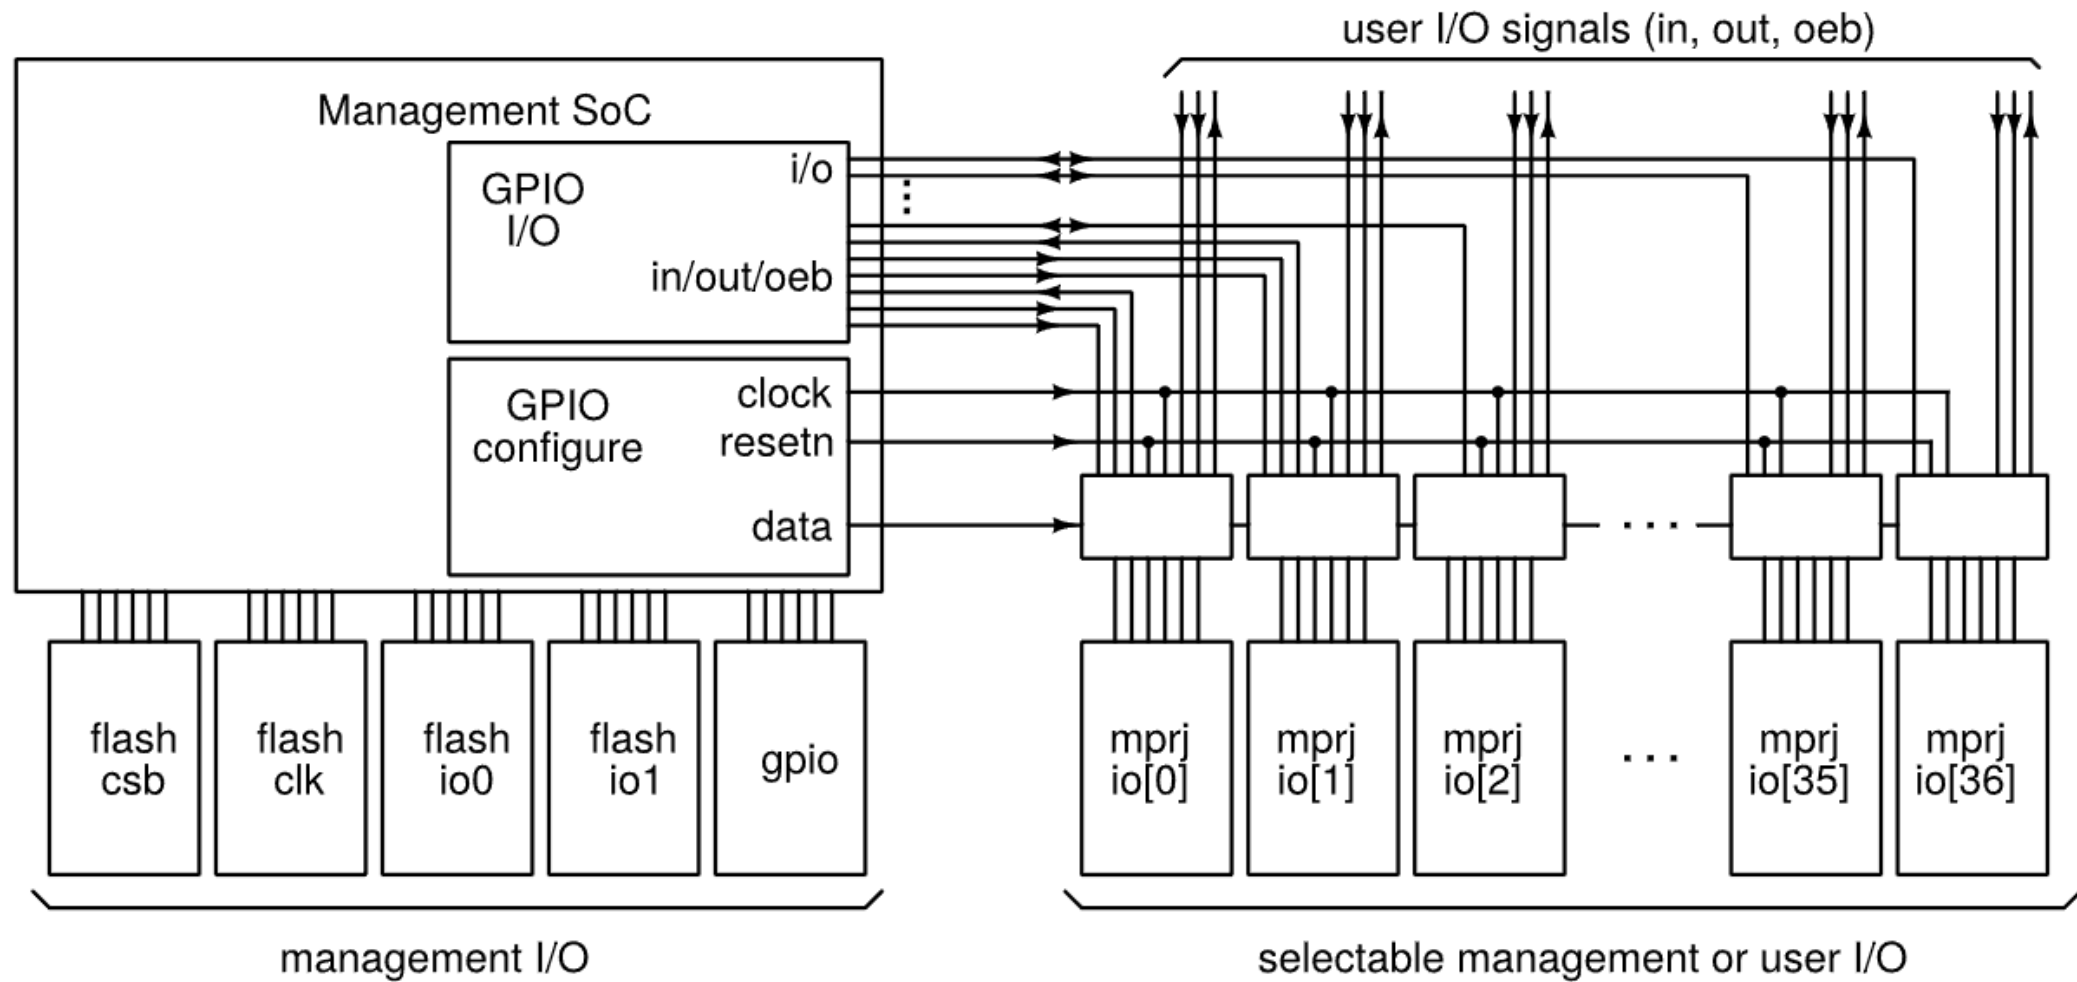 user I/O signals (in, out, oeb)
Management SoC
GPIO
I/O
i/o
in/out/oeb
GPIO
configure
clock
resetn
data
flash
csb
flash
clk
flash
io0
flash
io1
gpio
mprj
io[0]
mprj
io[1]
mprj
io[2]
. . .
mprj
io[35]
mprj
io[36]
management I/O
selectable management or user I/O